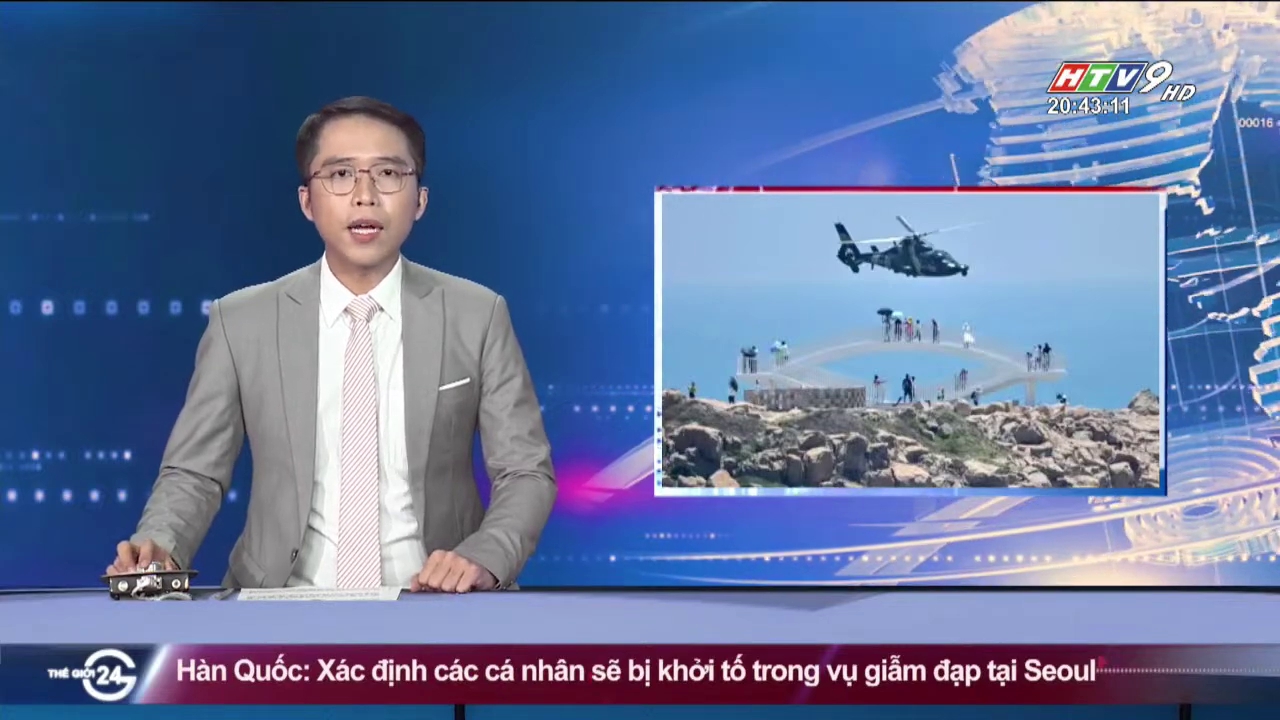 HTV9 HD
20:43:11
00016
THẾ GIỚI 24G
Hàn Quốc: Xác định các cá nhân sẽ bị khởi tố trong vụ giẫm đạp tại Seoul